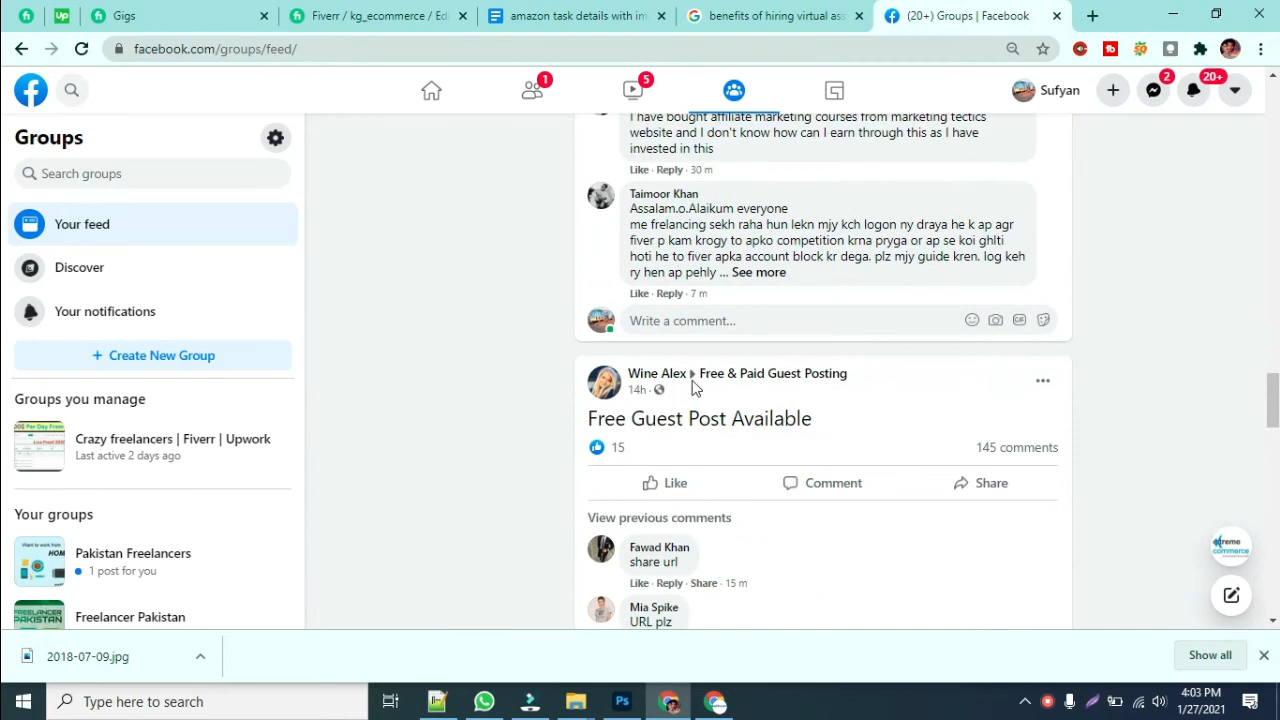 Gigs
Fiverr / kg_ecommerce / Edi
amazon task details with im
benefits of hiring virtual ass
(20+) Groups | Facebook
facebook.com/groups/feed/
1
5
Sufyan
2
20+
Groups
Search groups
Your feed
Discover
Your notifications
+ Create New Group
Groups you manage
Crazy freelancers | Fiverr | Upwork
Last active 2 days ago
Your groups
Pakistan Freelancers
1 post for you
Freelancer Pakistan
I have bought affiliate marketing courses from marketing tectics
website and I don't know how can I earn through this as I have
invested in this
Like · Reply · 30 m
Taimoor Khan
Assalam.o.Alaikum everyone
me frelancing sekh raha hun lekn mjy kch logon ny draya he k ap agr
fiver p kam krogy to apko competition krna pryga or ap se koi ghlti
hoti he to fiver apka account block kr dega. plz mjy guide kren. log keh
ry hen ap pehly ... See more
Like · Reply · 7 m
Write a comment...
Wine Alex ▸ Free & Paid Guest Posting
14h ·
Free Guest Post Available
15
145 comments
Like
Comment
Share
View previous comments
Fawad Khan
share url
Like · Reply · Share · 15 m
Mia Spike
URL plz
2018-07-09.jpg
Show all
Type here to search
4:03 PM
1/27/2021